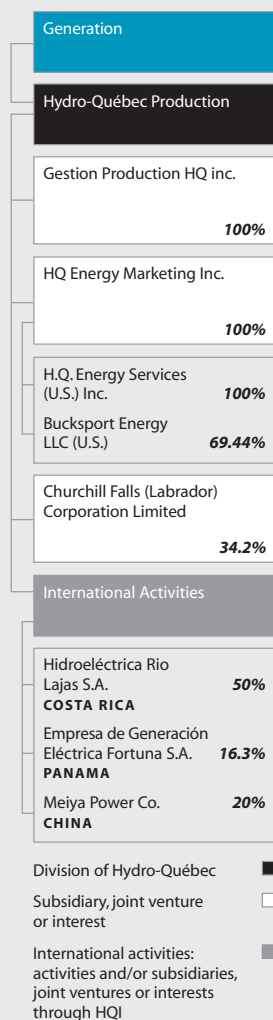 Generation
Hydro-Québec Production
Gestion Production HQ inc.
100%
HQ Energy Marketing Inc.
100%
H.Q. Energy Services
(U.S.) Inc. 100%
Bucksport Energy
LLC (U.S.) 69.44%
Churchill Falls (Labrador)
Corporation Limited
34.2%
International Activities
Hidroeléctrica Rio
Lajas S.A. 50%
COSTA RICA
Empresa de Generación
Eléctrica Fortuna S.A. 16.3%
PANAMA
Meiya Power Co. 20%
CHINA
Division of Hydro-Québec
Subsidiary, joint venture
or interest
International activities:
activities and/or subsidiaries,
joint ventures or interests
through HQI